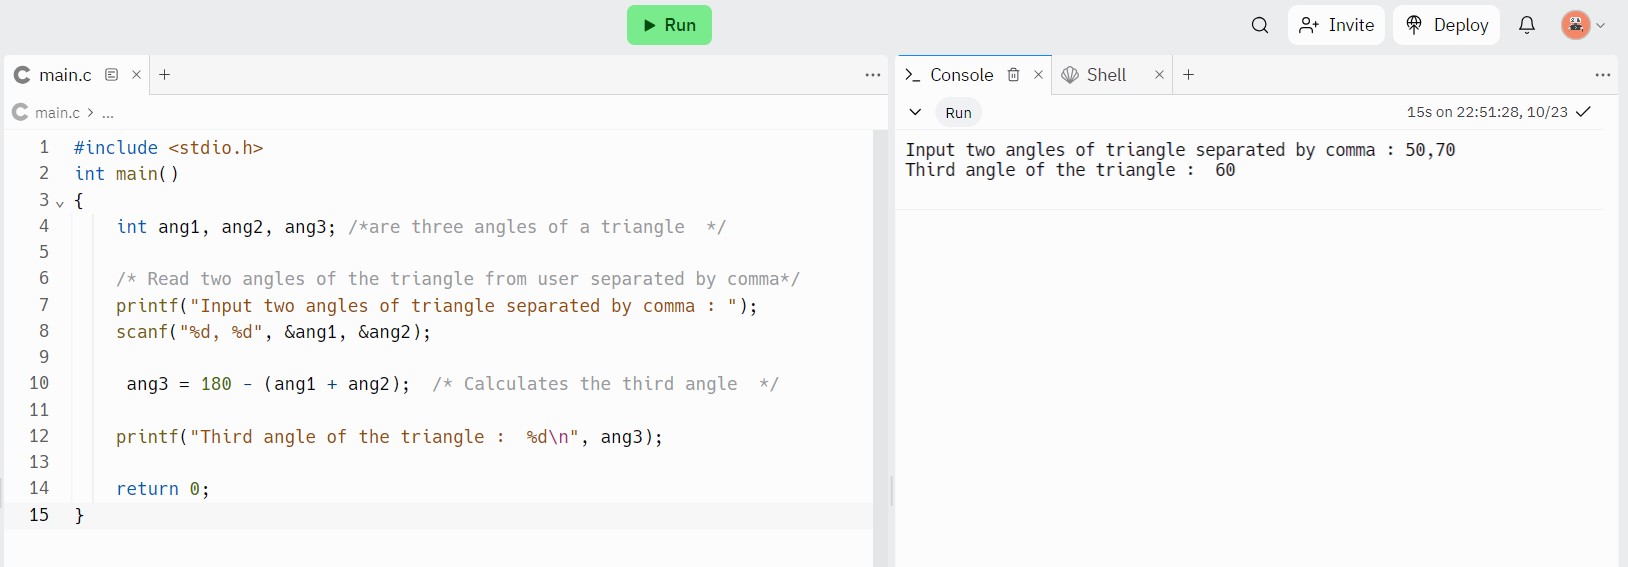 Run
Invite
Deploy
main.c
Console
Shell
main.c > ...
Run
15s on 22:51:28, 10/23
1 #include <stdio.h>
2 int main()
3 {
4 int ang1, ang2, ang3; /*are three angles of a triangle  */
5
6 /* Read two angles of the triangle from user separated by comma*/
7 printf("Input two angles of triangle separated by comma : ");
8 scanf("%d, %d", &ang1, &ang2);
9
10 ang3 = 180 - (ang1 + ang2);  /* Calculates the third angle  */
11
12 printf("Third angle of the triangle :  %d\n", ang3);
13
14 return 0;
15 }
Input two angles of triangle separated by comma : 50,70
Third angle of the triangle :  60